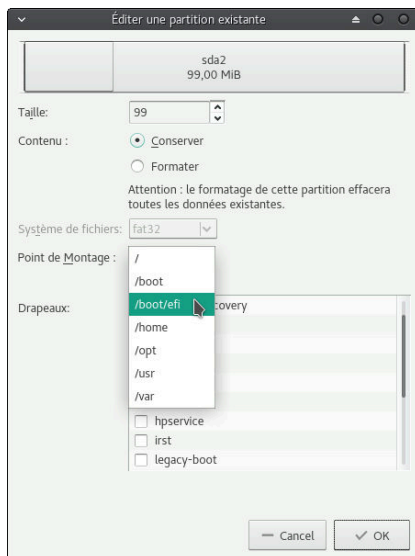 Éditer une partition existante
sda2
99,00 MiB
Taille:
99
Contenu :
Conserver
Formater
Attention : le formatage de cette partition effacera
toutes les données existantes.
Système de fichiers:
fat32
Point de Montage :
/
/boot
/boot/efi
covery
/home
Drapeaux:
/opt
/usr
/var
hpservice
irst
legacy-boot
Cancel
OK